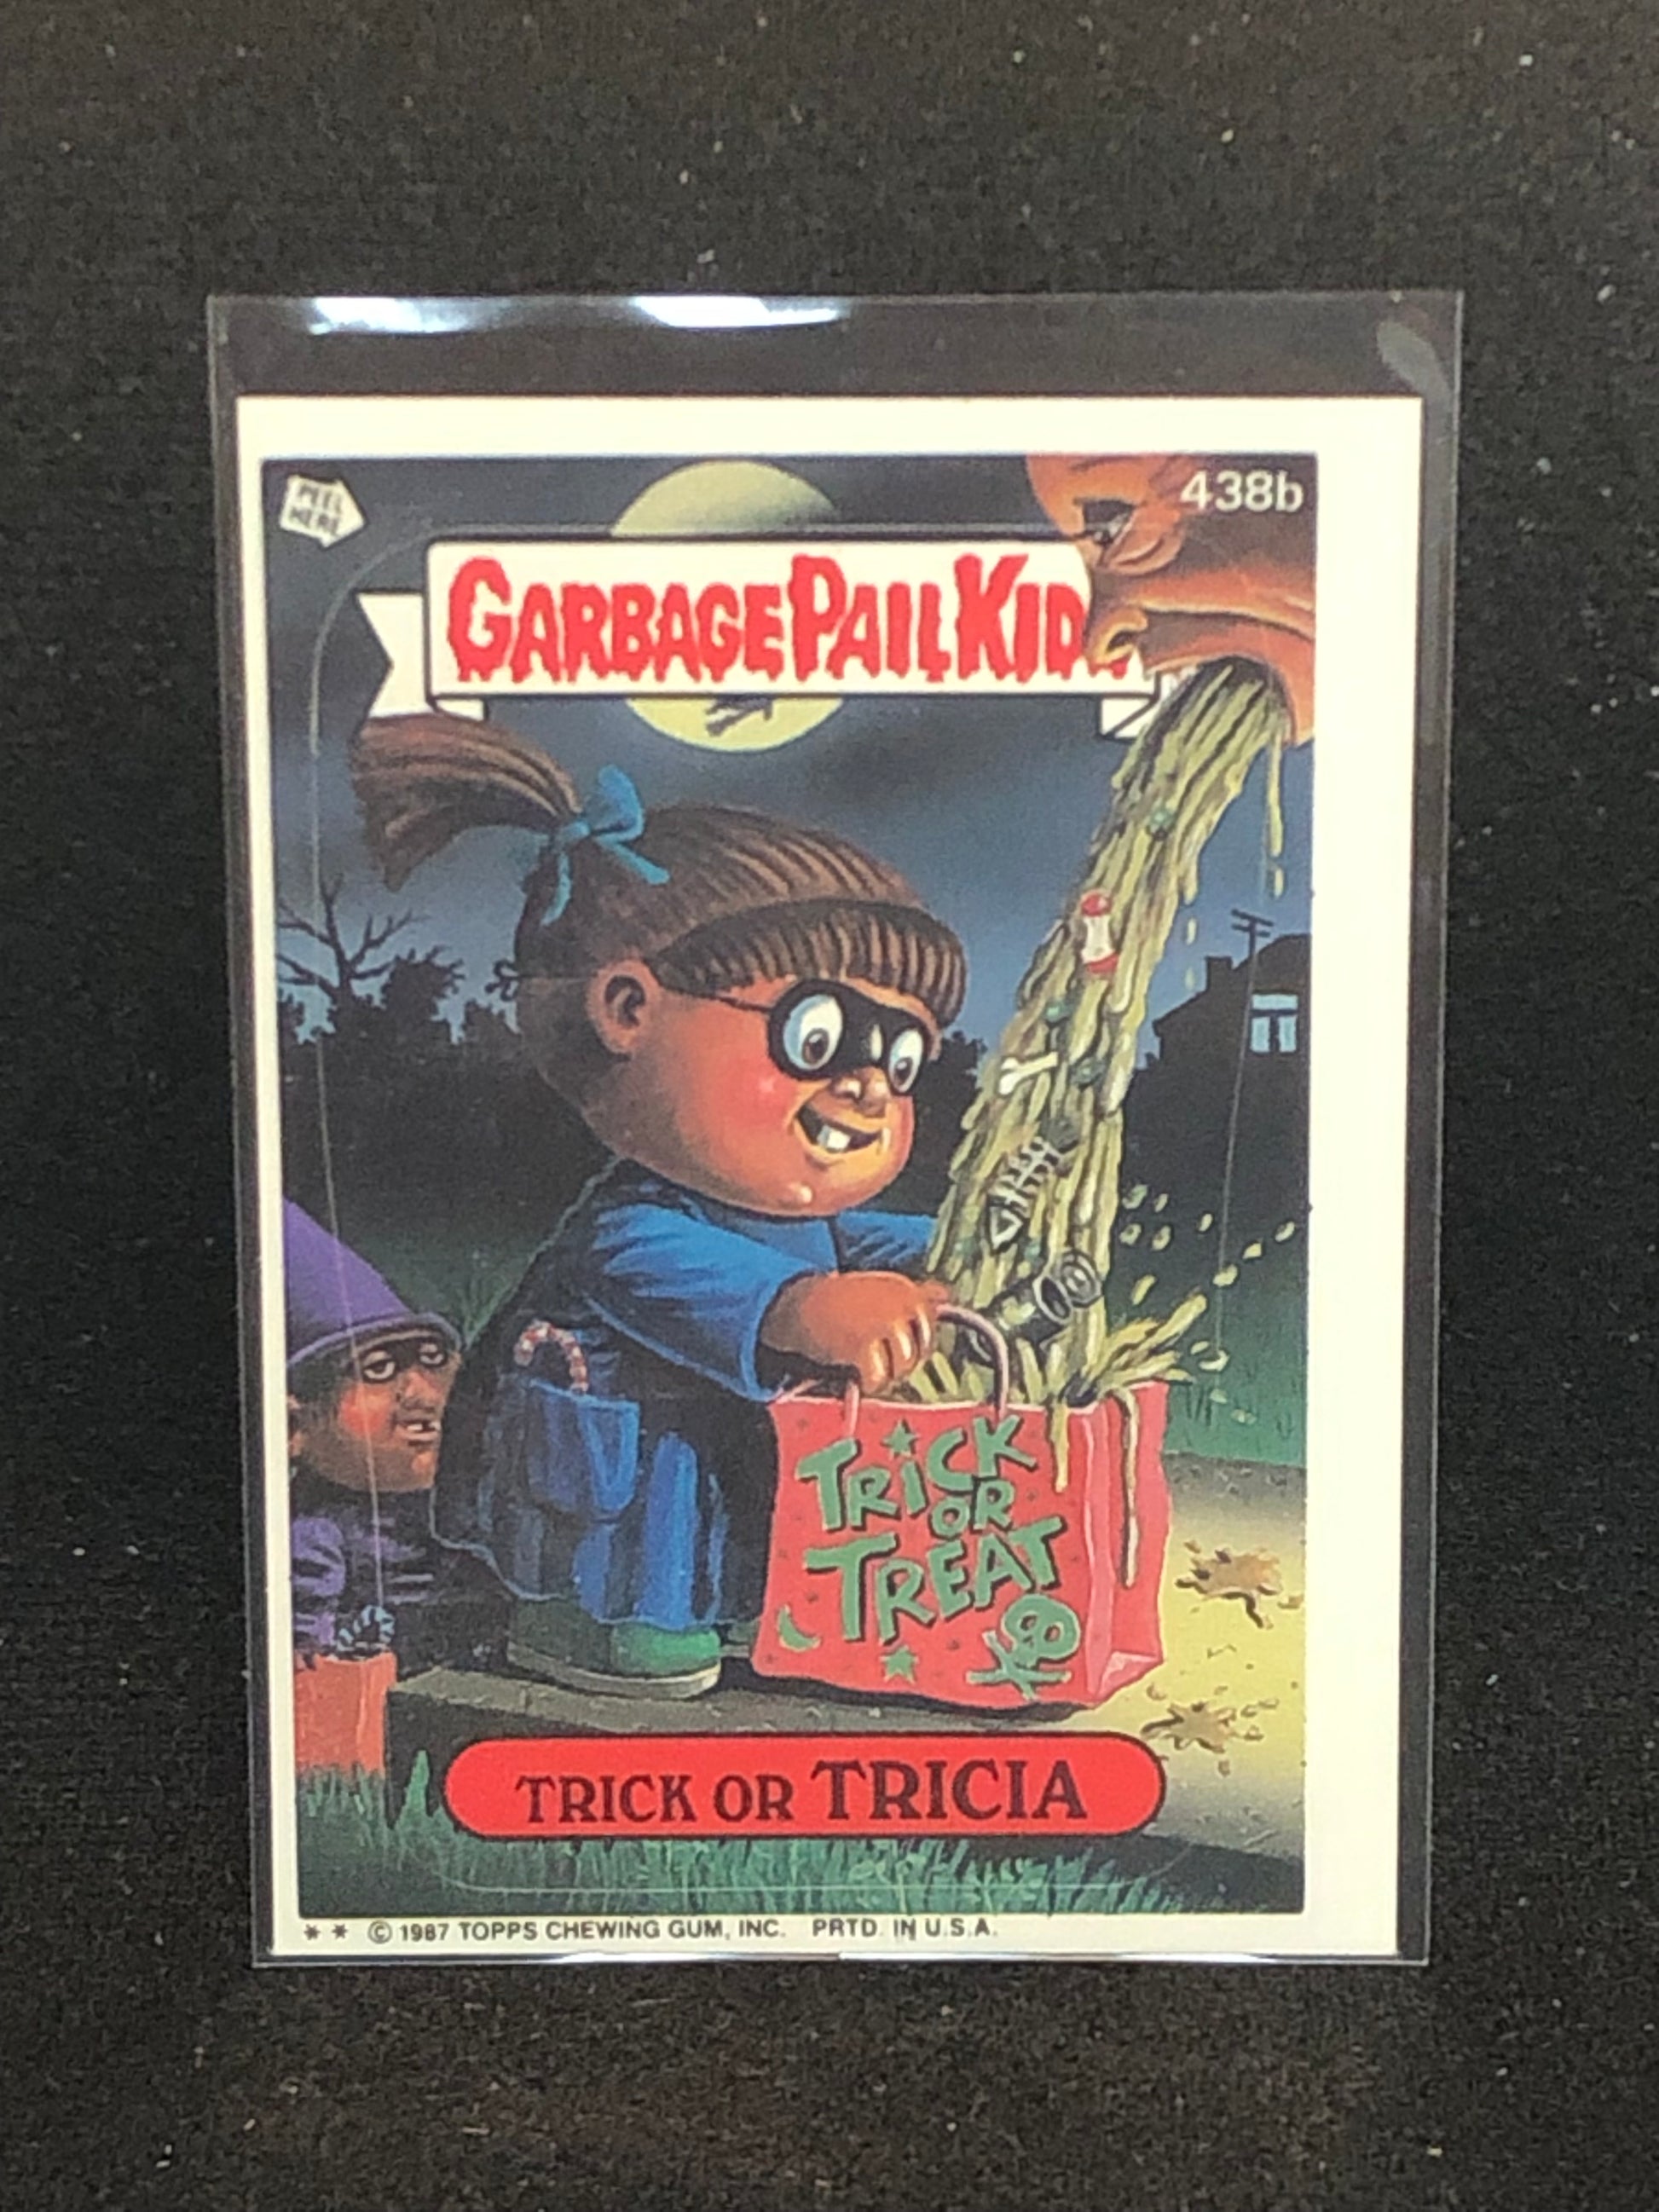 PEEL
HERE
438b
GARBAGE PAIL KID
TRICK
OR
TREAT
TRICK OR TRICIA
** © 1987 TOPPS CHEWING GUM, INC. PRTD. IN U.S.A.